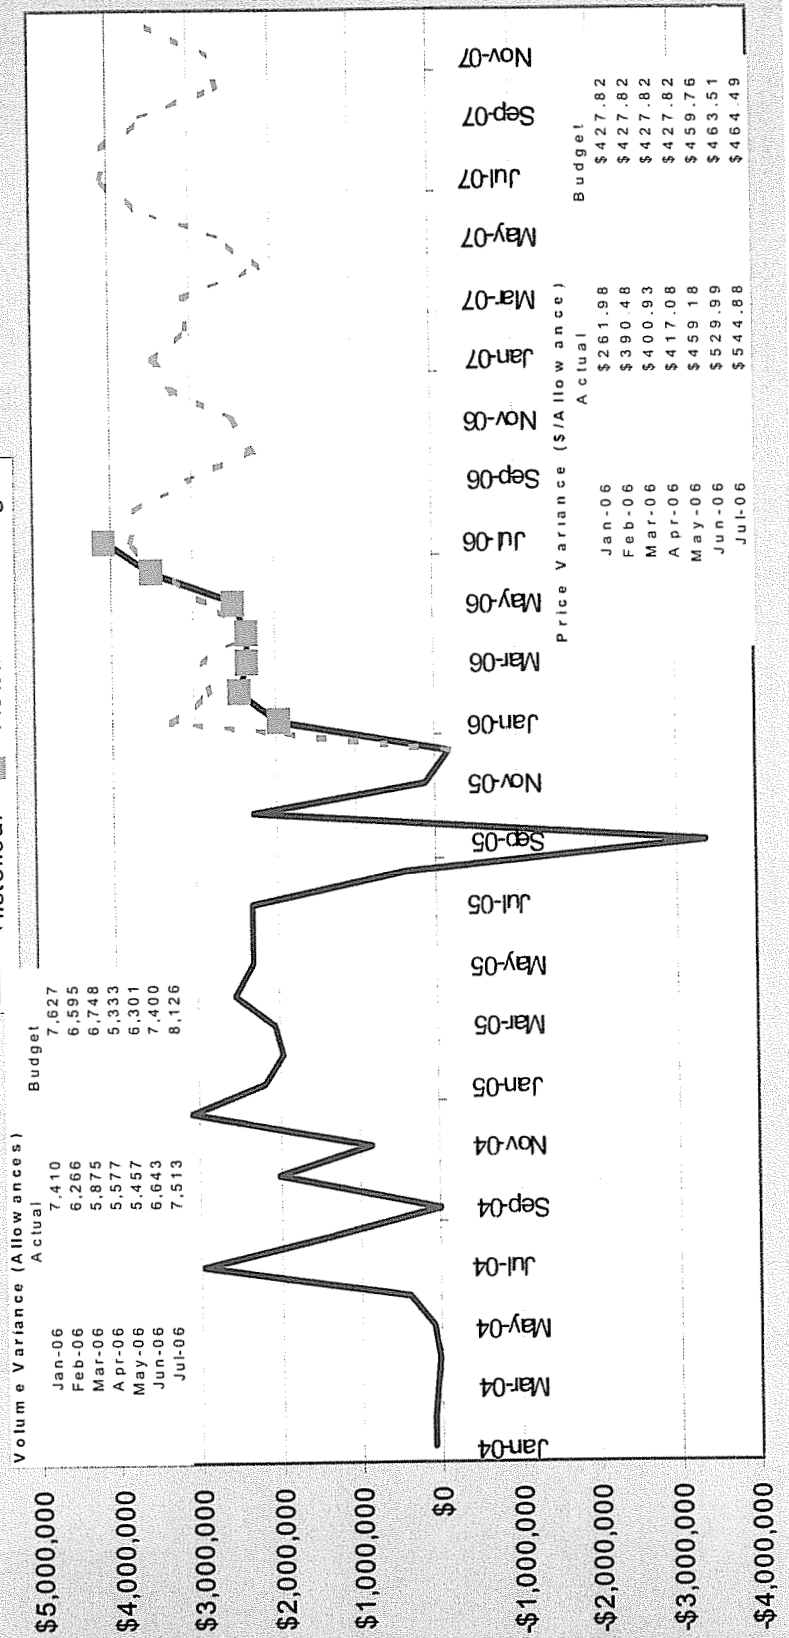 Volume Variance (Allowances)
Actual Budget
Jan-06 7,410 7,627
Feb-06 6,266 6,595
Mar-06 5,875 6,748
Apr-06 5,577 5,333
May-06 5,457 6,301
Jun-06 6,643 7,400
Jul-06 7,513 8,126
$5,000,000
$4,000,000
$3,000,000
$2,000,000
$1,000,000
$0
-$1,000,000
-$2,000,000
-$3,000,000
-$4,000,000
Jan-04
Mar-04
May-04
Jul-04
Sep-04
Nov-04
Jan-05
Mar-05
May-05
Jul-05
Sep-05
Nov-05
Jan-06
Mar-06
May-06
Jul-06
Sep-06
Nov-06
Jan-07
Mar-07
May-07
Jul-07
Sep-07
Nov-07
Price Variance ($/Allowance)
Actual Budget
Jan-06 $261.98 $427.82
Feb-06 $390.48 $427.82
Mar-06 $400.93 $427.82
Apr-06 $417.08 $427.82
May-06 $459.18 $459.76
Jun-06 $529.99 $463.51
Jul-06 $544.88 $464.49